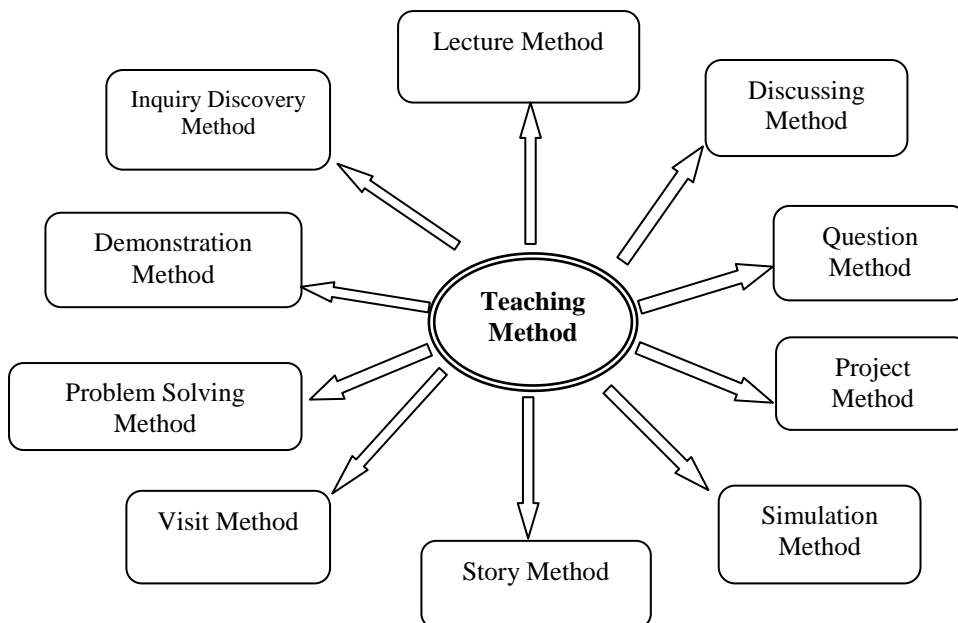 Lecture Method
Inquiry Discovery
Method
Discussing
Method
Demonstration
Method
Question
Method
Teaching
Method
Problem Solving
Method
Project
Method
Visit Method
Simulation
Method
Story Method